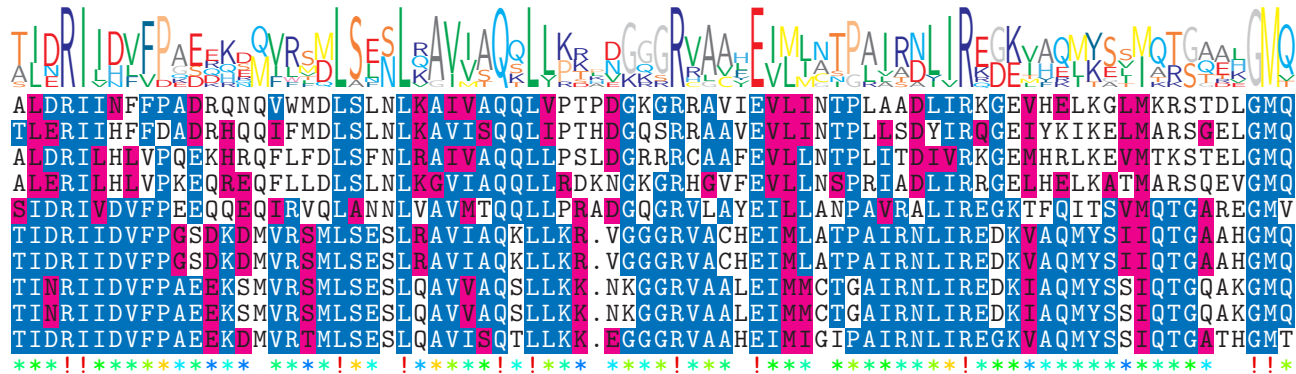 ALDRIINFFPADRQNQVWMDLSLNLKAIVAQQLVPTPDGKGRRAVIEVLINTPLAADLIRKGEVHELKGLMKRSTDLGMQ
TLERIIHFFDADRHQQIFMDLSLNLKAVISQQLIPTHDGQSRRAAVEVLINTPLLSDYIRQGEIYKIKELMARSGELGMQ
ALDRILHLVPQEKHRQFLFDLSFNLRAIVAQQLLPSLDGRRRCAAFEVLLNTPLITDIVRKGEMHRLKEVMTKSTELGMQ
ALERILHLVPKEQREQFLLDLSLNLKGVIAQQLLRDKNGKGRHGVFEVLLNSPRIADLIRRGELHELKATMARSQEVGMQ
SIDRIVDVFPEEQQEQIRVQLANNLVAVMTQQLLPRADGQGRVLAYEILLANPAVRALIREGKTFQITSVMQTGAREGMV
TIDRIIDVFPGSDKDMVRSMLSESLRAVIAQKLLKR.VGGGRVACHEIMLATPAIRNLIREDKVAQMYSIIQTGAAHGMQ
TIDRIIDVFPGSDKDMVRSMLSESLRAVIAQKLLKR.VGGGRVACHEIMLATPAIRNLIREDKVAQMYSIIQTGAAHGMQ
TINRIIDVFPAEEKSMVRSMLSESLQAVVAQSLLKK.NKGGRVAALEIMMCTGAIRNLIREDKIAQMYSSIQTGQAKGMQ
TINRIIDVFPAEEKSMVRSMLSESLQAVVAQSLLKK.NKGGRVAALEIMMCTGAIRNLIREDKIAQMYSSIQTGQAKGMQ
TIDRIIDVFPAEEKDMVRTMLSESLQAVISQTLLKK.EGGGRVAAHEIMIGIPAIRNLIREGKVAQMYSSIQTGATHGMT
***!!********** ****!** !*****!*!*** ****!*** !** *********!***************  !!*